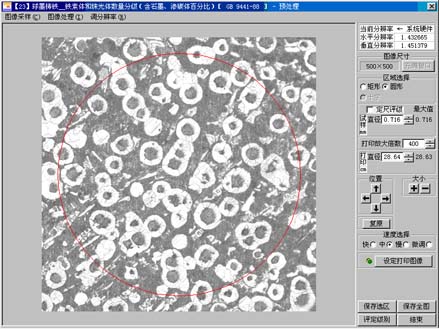 【23】球墨铸铁__铁素体和珠光体数量分级（含石墨、渗碳体百分比）[ GB 9441-88 ] - 预处理
图像采样(I) 图像处理(I) 调分辨率(R)
当前分辨率 ← 系统硬件
水平分辨率 1.432665
垂直分辨率 1.451379
图像尺寸
500×500
区域选择
矩形 圆形
定尺评级 最大值
试样mm 直径 0.716 0.716
打印放大倍数 400
打印cm 直径 28.64 28.63
位置 大小
复原
速度选择
快 中 慢 微调
设定打印图像
保存选区 保存全图
评定级别 结束